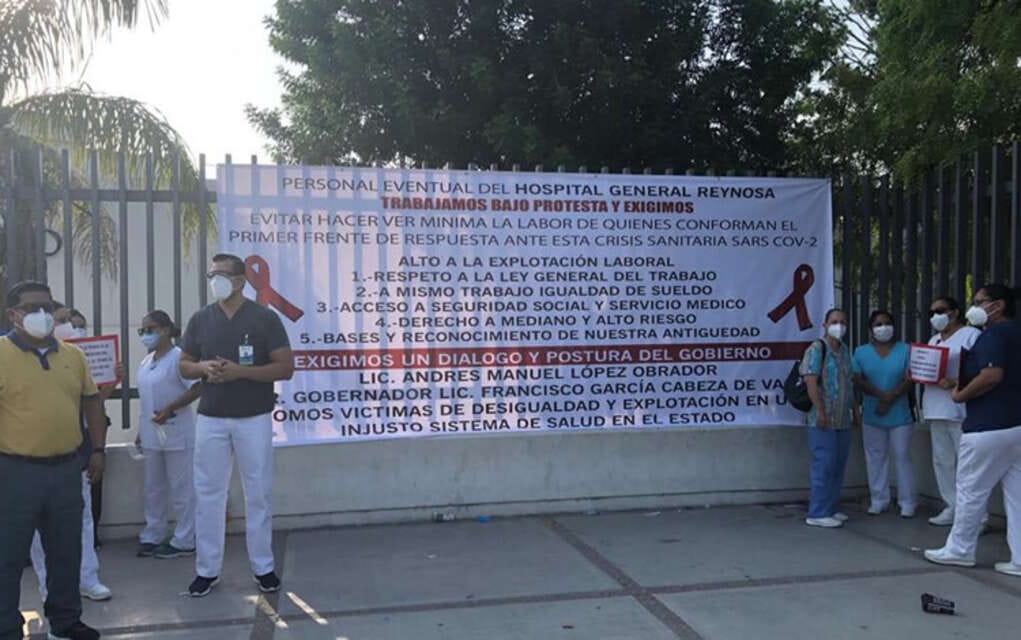 PERSONAL EVENTUAL DEL HOSPITAL GENERAL REYNOSA
TRABAJAMOS BAJO PROTESTA Y EXIGIMOS
EVITAR HACER VER MINIMA LA LABOR DE QUIENES CONFORMAN EL
PRIMER FRENTE DE RESPUESTA ANTE ESTA CRISIS SANITARIA SARS COV-2
ALTO A LA EXPLOTACIÓN LABORAL
1.-RESPETO A LA LEY GENERAL DEL TRABAJO
2.-A MISMO TRABAJO IGUALDAD DE SUELDO
3.-ACCESO A SEGURIDAD SOCIAL Y SERVICIO MEDICO
4.-DERECHO A MEDIANO Y ALTO RIESGO
5.-BASES Y RECONOCIMIENTO DE NUESTRA ANTIGUEDAD
EXIGIMOS UN DIALOGO Y POSTURA DEL GOBIERNO
LIC. ANDRES MANUEL LÓPEZ OBRADOR
. GOBERNADOR LIC. FRANCISCO GARCÍA CABEZA DE VA
OMOS VICTIMAS DE DESIGUALDAD Y EXPLOTACIÓN EN U
INJUSTO SISTEMA DE SALUD EN EL ESTADO